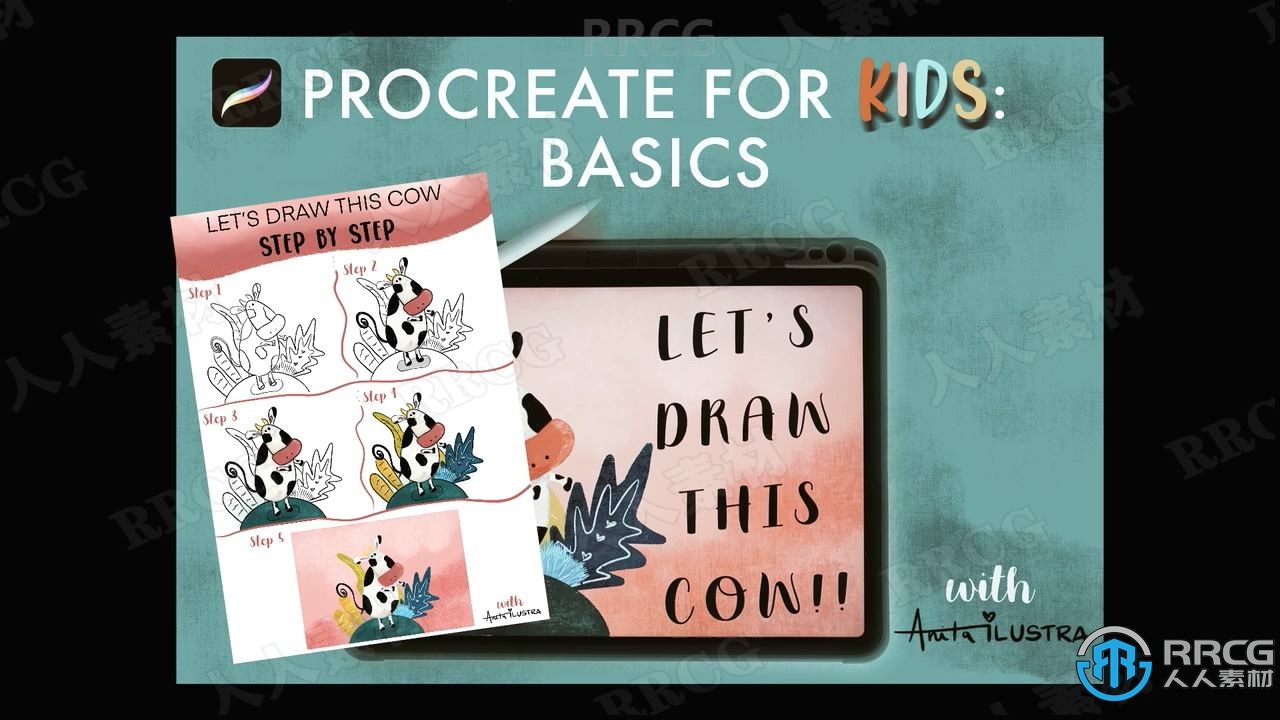 RRCG
PROCREATE FOR KIDS:
BASICS
LET'S DRAW THIS COW
STEP BY STEP
Step 1
Step 2
Step 3
Step 4
Step 5
with
Anita iLUSTRA
LET'S
DRAW
THIS
COW!!
with
Anita iLUSTRA
RRCG
人人素材